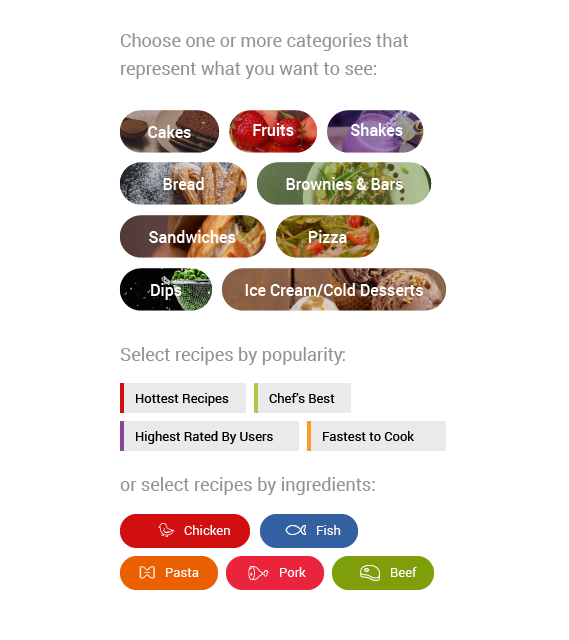 Choose one or more categories that
represent what you want to see:
Cakes Fruits Shakes
Bread Brownies & Bars
Sandwiches Pizza
Dips Ice Cream/Cold Desserts
Select recipes by popularity:
Hottest Recipes Chef's Best
Highest Rated By Users Fastest to Cook
or select recipes by ingredients:
Chicken Fish
Pasta Pork Beef